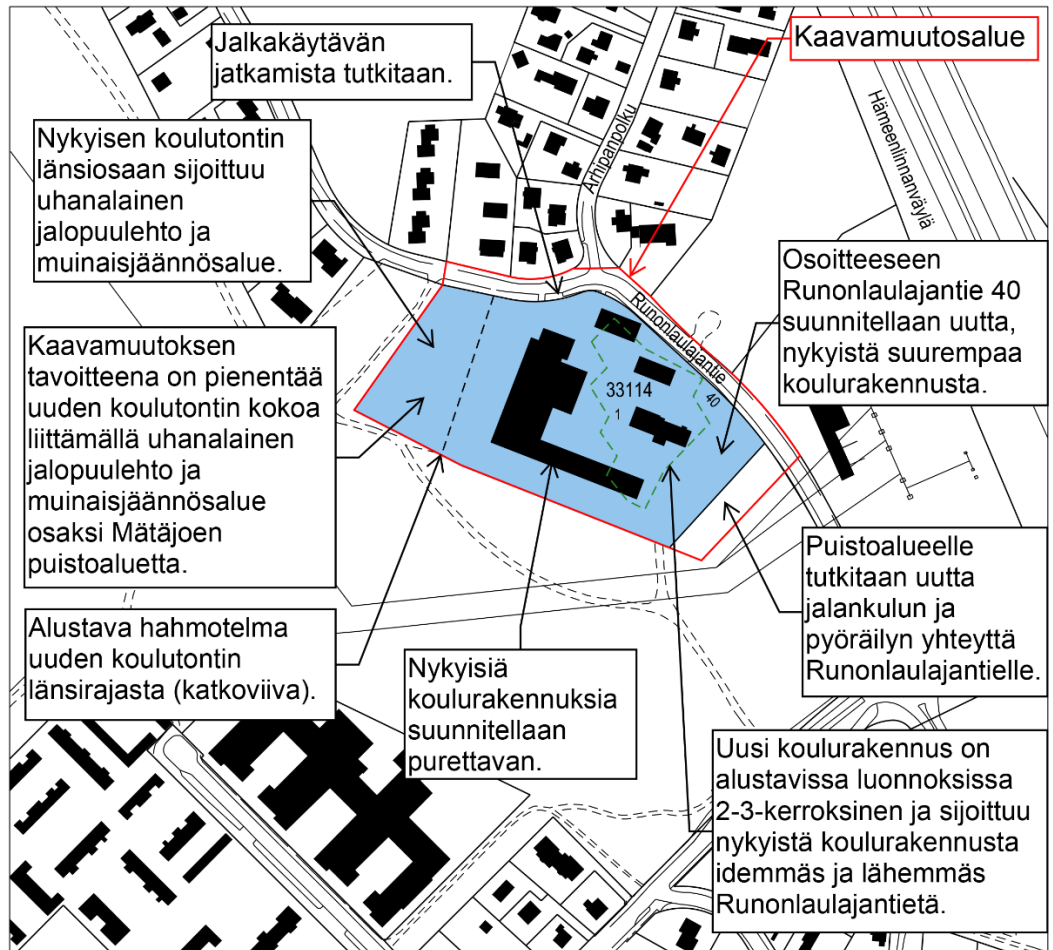 Jalkakäytävän
jatkamista tutkitaan.
Kaavamuutosalue
Nykyisen koulutontin
länsiosaan sijoittuu
uhanalainen
jalopuulehto ja
muinaisjäännösalue.
Arhipanpolku
Hämeenlinnanväylä
Osoitteeseen
Runonlaulajantie 40
suunnitellaan uutta,
nykyistä suurempaa
koulurakennusta.
Runonlaulajantie
Kaavamuutoksen
tavoitteena on pienentää
uuden koulutontin kokoa
liittämällä uhanalainen
jalopuulehto ja
muinaisjäännösalue
osaksi Mätäjoen
puistoaluetta.
33114
1
40
Puistoalueelle
tutkitaan uutta
jalankulun ja
pyöräilyn yhteyttä
Runonlaulajantielle.
Alustava hahmotelma
uuden koulutontin
länsirajasta (katkoviiva).
Nykyisiä
koulurakennuksia
suunnitellaan
purettavan.
Uusi koulurakennus on
alustavissa luonnoksissa
2-3-kerroksinen ja sijoittuu
nykyistä koulurakennusta
idemmäs ja lähemmäs
Runonlaulajantietä.